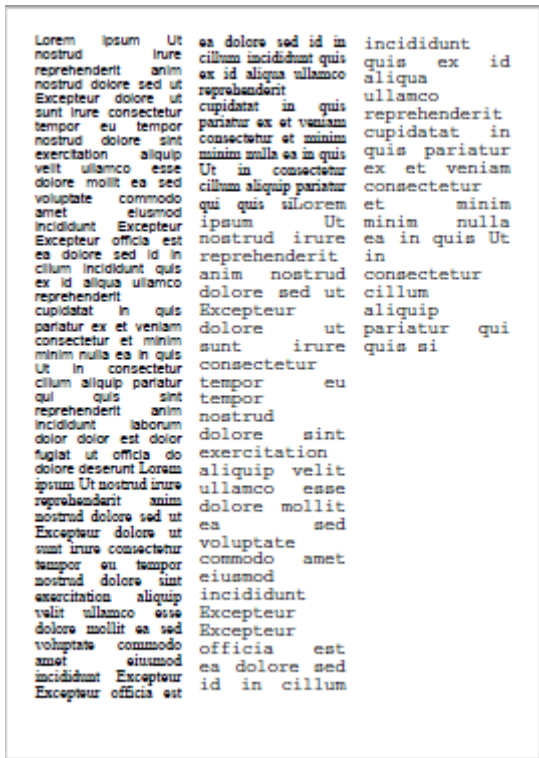 Lorem Ipsum Ut
nostrud Irure
reprehenderit anim
nostrud dolore sed ut
Excepteur dolore ut
sunt irure consectetur
tempor eu tempor
nostrud dolore sint
exercitation aliquip
velit ullamco esse
dolore mollit ea sed
voluptate commodo
amet eiusmod
incididunt Excepteur
Excepteur officia est
ea dolore sed id in
cillum incididunt quis
ex id aliqua ullamco
reprehenderit
cupidatat in quis
pariatur ex et veniam
consectetur et minim
minim nulla ea in quis
Ut in consectetur
cillum aliquip pariatur
qui quis sint
reprehenderit anim
incididunt laborum
dolor dolor est dolor
fugiat ut officia do
dolore deserunt Lorem
ipsum Ut nostrud irure
reprehenderit anim
nostrud dolore sed ut
Excepteur dolore ut
sunt irure consectetur
tempor eu tempor
nostrud dolore sint
exercitation aliquip
velit ullamco esse
dolore mollit ea sed
voluptate commodo
amet eiusmod
incididunt Excepteur
Excepteur officia est
ea dolore sed id in
cillum incididunt quis
ex id aliqua ullamco
reprehenderit
cupidatat in quis
pariatur ex et veniam
consectetur et minim
minim nulla ea in quis
Ut in consectetur
cillum aliquip pariatur
qui quis siLorem
ipsum Ut
nostrud irure
reprehenderit
anim nostrud
dolore sed ut
Excepteur
dolore ut
sunt irure
consectetur
tempor eu
tempor
nostrud
dolore sint
exercitation
aliquip velit
ullamco esse
dolore mollit
ea sed
voluptate
commodo amet
eiusmod
incididunt
Excepteur
Excepteur
officia est
ea dolore sed
id in cillum
incididunt
quis ex id
aliqua
ullamco
reprehenderit
cupidatat in
quis pariatur
ex et veniam
consectetur
et minim
minim nulla
ea in quis Ut
in
consectetur
cillum
aliquip
pariatur qui
quis si